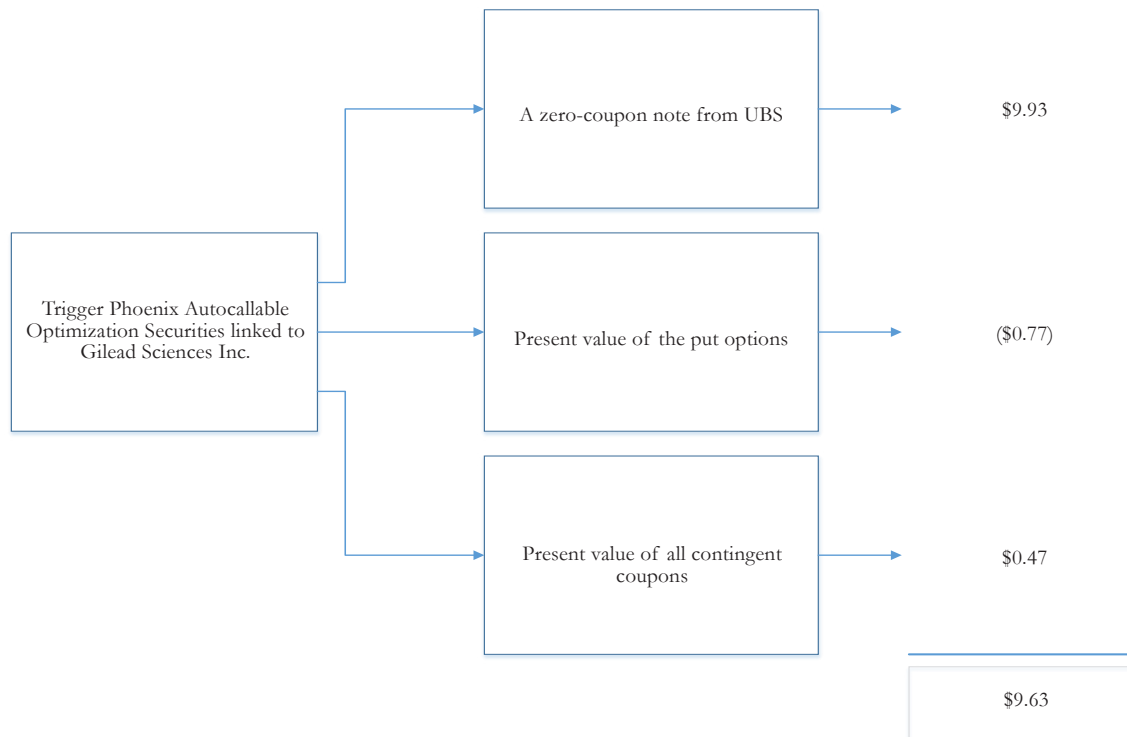 A zero-coupon note from UBS
$9.93
Trigger Phoenix Autocallable
Optimization Securities linked to
Gilead Sciences Inc.
Present value of the put options
($0.77)
Present value of all contingent
coupons
$0.47
$9.63